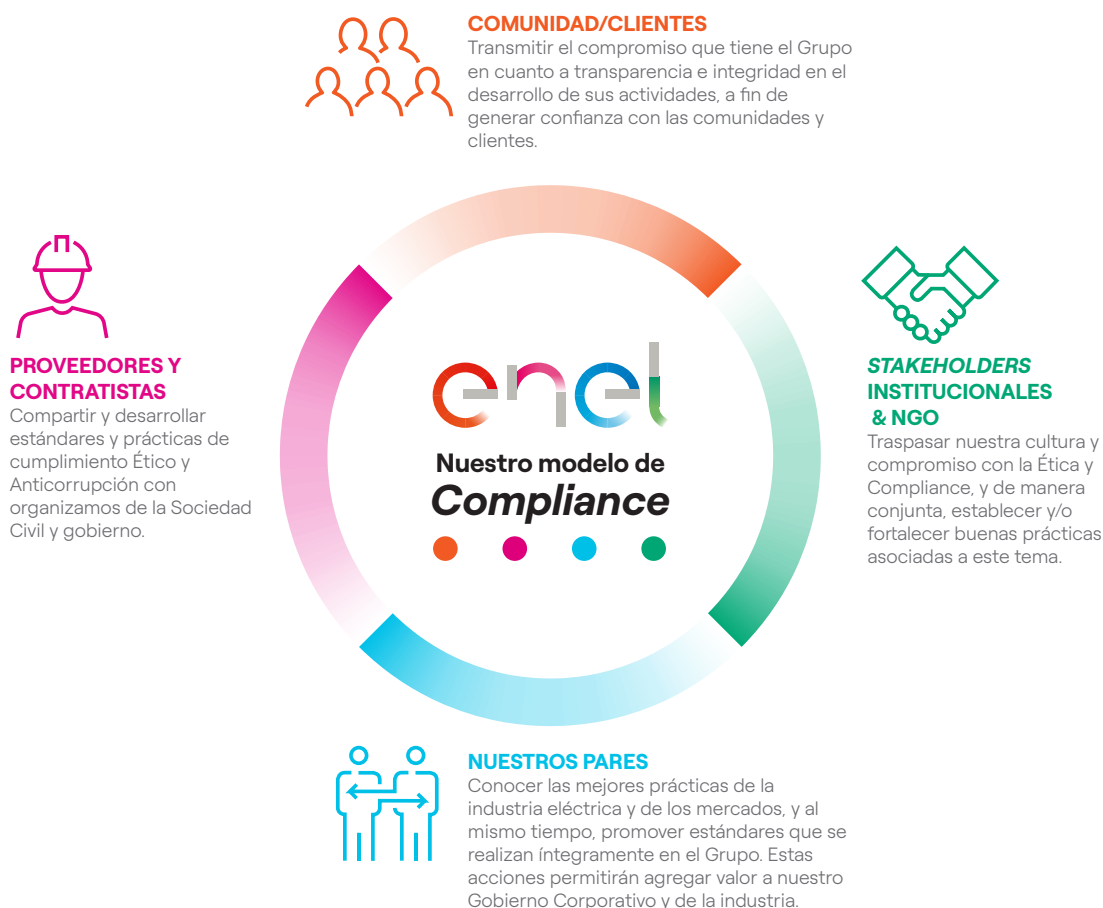 COMUNIDAD/CLIENTES
Transmitir el compromiso que tiene el Grupo
en cuanto a transparencia e integridad en el
desarrollo de sus actividades, a fin de
generar confianza con las comunidades y
clientes.
PROVEEDORES Y
CONTRATISTAS
Compartir y desarrollar
estándares y prácticas de
cumplimiento Ético y
Anticorrupción con
organizamos de la Sociedad
Civil y gobierno.
enel
Nuestro modelo de
Compliance
STAKEHOLDERS
INSTITUCIONALES
& NGO
Traspasar nuestra cultura y
compromiso con la Ética y
Compliance, y de manera
conjunta, establecer y/o
fortalecer buenas prácticas
asociadas a este tema.
NUESTROS PARES
Conocer las mejores prácticas de la
industria eléctrica y de los mercados, y al
mismo tiempo, promover estándares que se
realizan íntegramente en el Grupo. Estas
acciones permitirán agregar valor a nuestro
Gobierno Corporativo y de la industria.